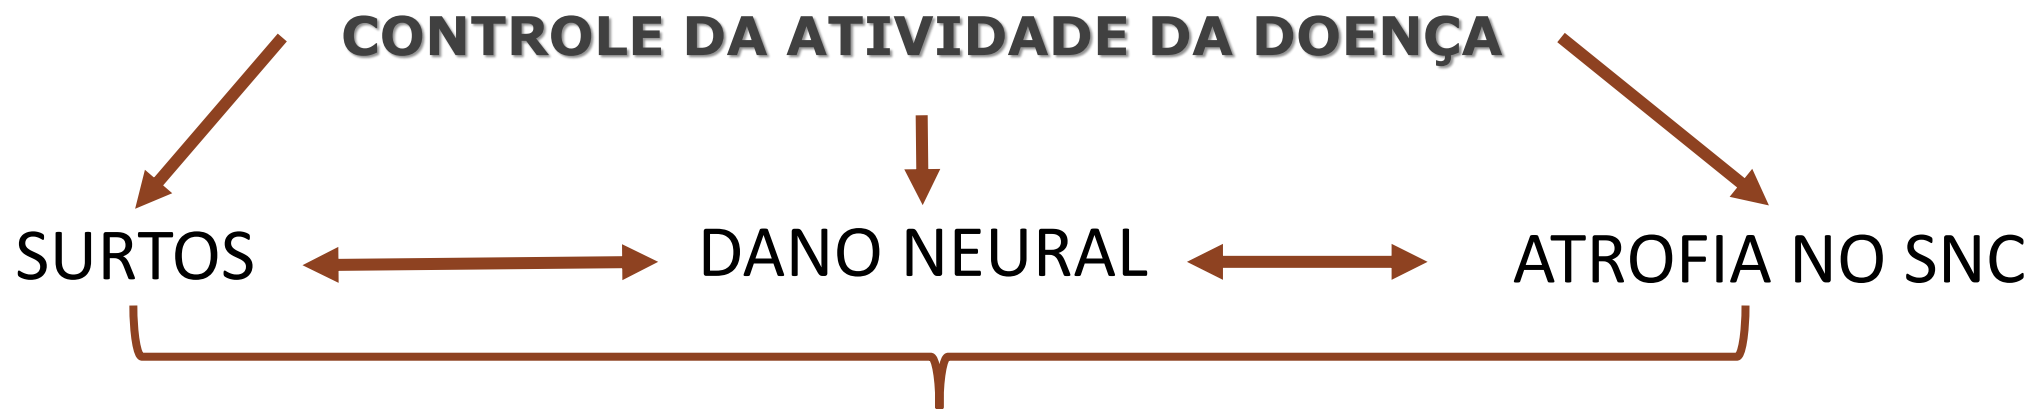 CONTROLE DA ATIVIDADE DA DOENÇA
SURTOS
DANO NEURAL
ATROFIA NO SNC